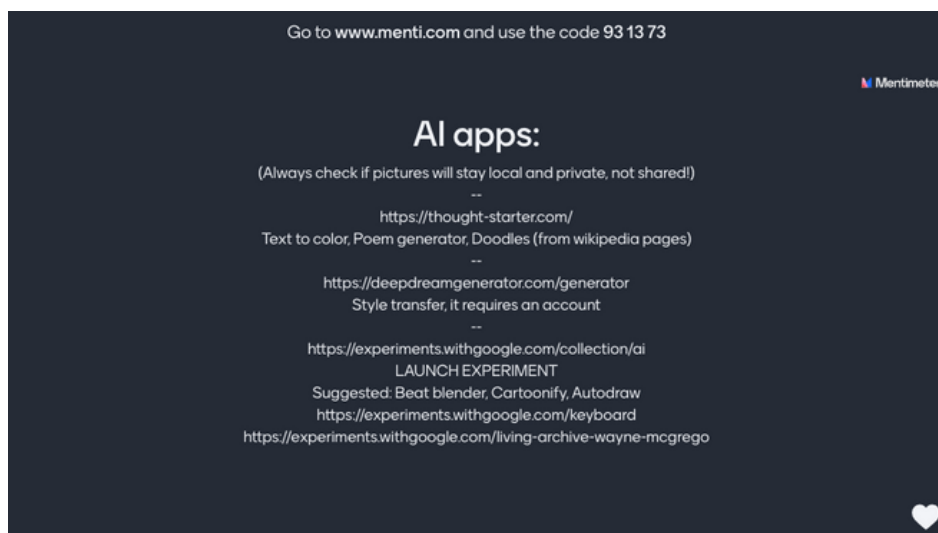 Go to www.menti.com and use the code 93 13 73
Mentimeter
AI apps:
(Always check if pictures will stay local and private, not shared!)
--
https://thought-starter.com/
Text to color, Poem generator, Doodles (from wikipedia pages)
--
https://deepdreamgenerator.com/generator
Style transfer, it requires an account
--
https://experiments.withgoogle.com/collection/ai
LAUNCH EXPERIMENT
Suggested: Beat blender, Cartoonify, Autodraw
https://experiments.withgoogle.com/keyboard
https://experiments.withgoogle.com/living-archive-wayne-mcgrego